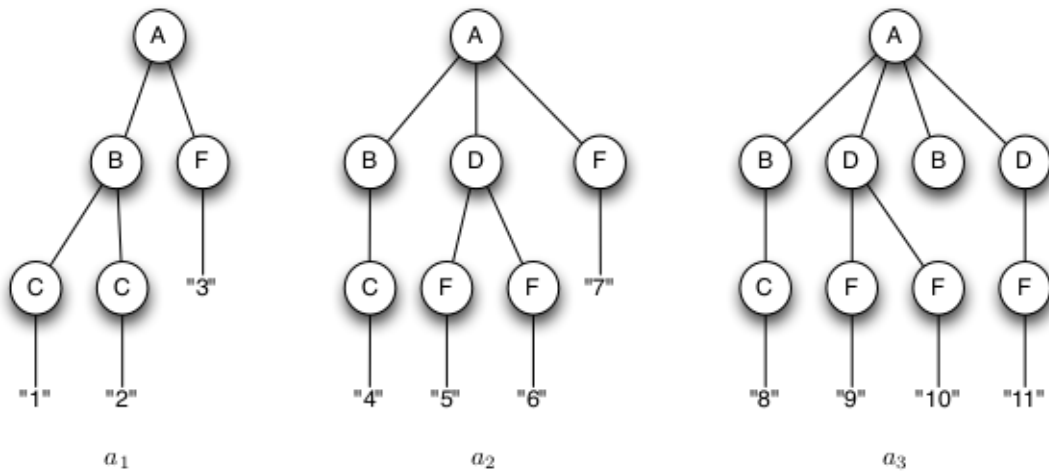 A A A
B F B D F B D B D
C C "3" C F F "7" C F F F
"1" "2" "4" "5" "6" "8" "9" "10" "11"
a1 a2 a3